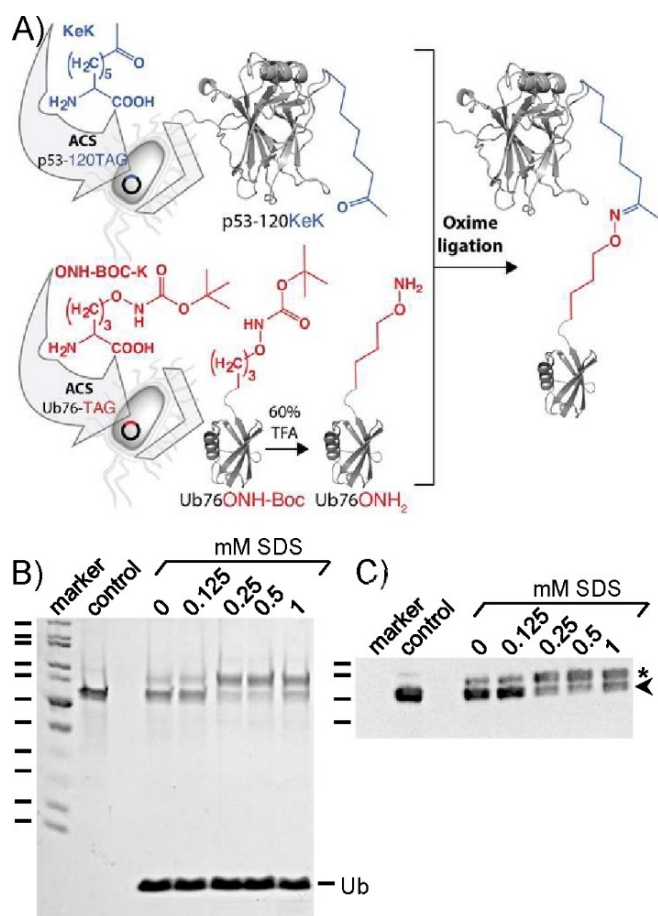 A)
KeK
(H₂C)₅
O
H₂N COOH
ACS
p53-120TAG
O
p53-120KeK
Oxime
ligation
N
O
ONH-BOC-K
(H₂C)₃ O N H O O
H₂N COOH
ACS
Ub76-TAG
O
NH O
O
(H₂C)₃
NH₂
O
60%
TFA
Ub76ONH-Boc Ub76ONH₂
B)
mM SDS
marker control 0 0.125 0.25 0.5 1
Ub
C)
mM SDS
marker control 0 0.125 0.25 0.5 1
*